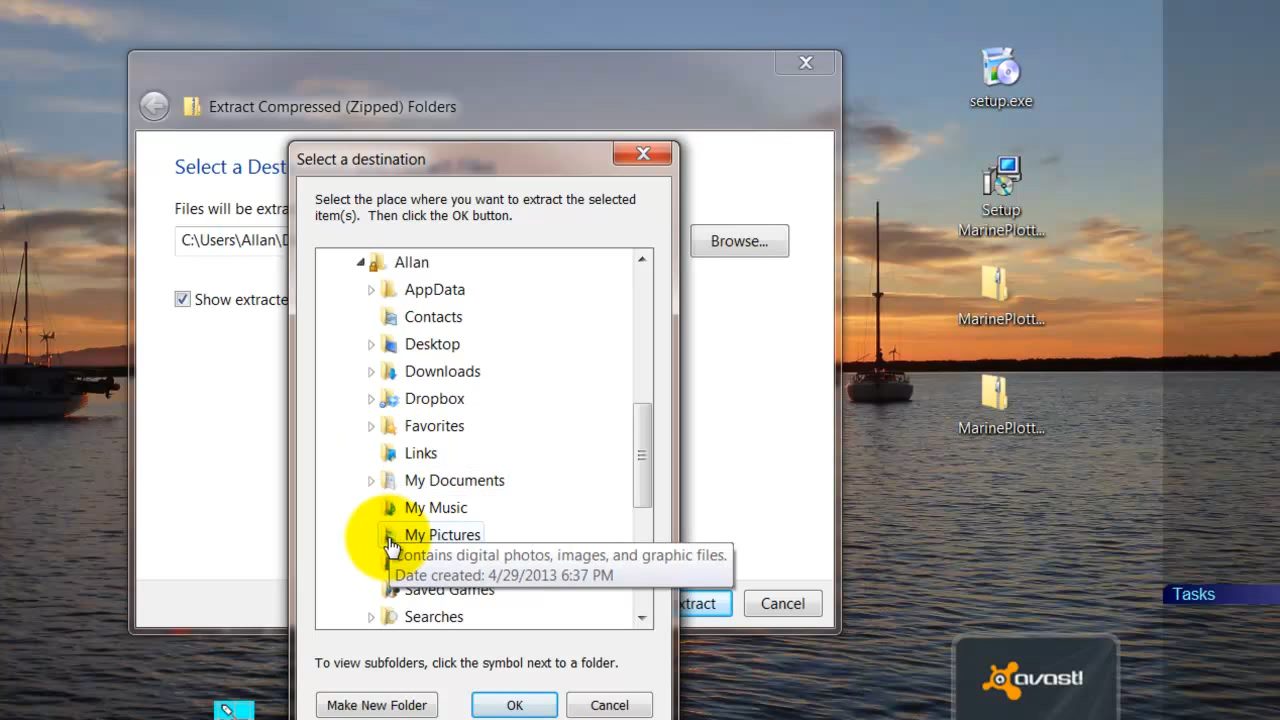 setup.exe
Extract Compressed (Zipped) Folders
Select a destination
Select a Dest
Select the place where you want to extract the selected
item(s). Then click the OK button.
Files will be extra
C:\Users\Allan\D
Browse...
Setup
MarinePlott...
Allan
AppData
Show extracte
Contacts
MarinePlott...
Desktop
Downloads
Dropbox
Favorites
MarinePlott...
Links
My Documents
My Music
My Pictures
Contains digital photos, images, and graphic files.
Date created: 4/29/2013 6:37 PM
Saved Games
Tasks
xtract
Cancel
Searches
To view subfolders, click the symbol next to a folder.
avast!
Make New Folder
OK
Cancel